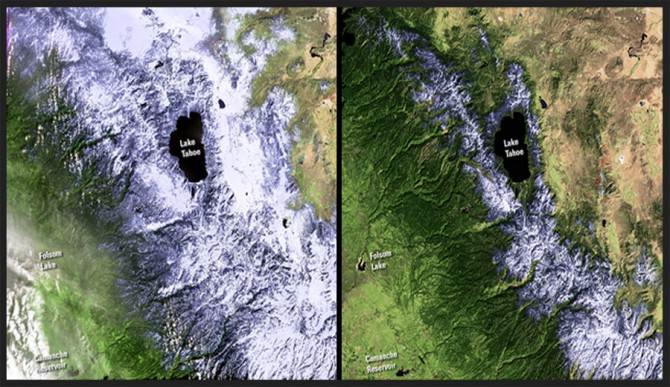 Lake
Tahoe
Folsom
Lake
Camanche
Reservoir
Lake
Tahoe
Folsom
Lake
Camanche
Reservoir